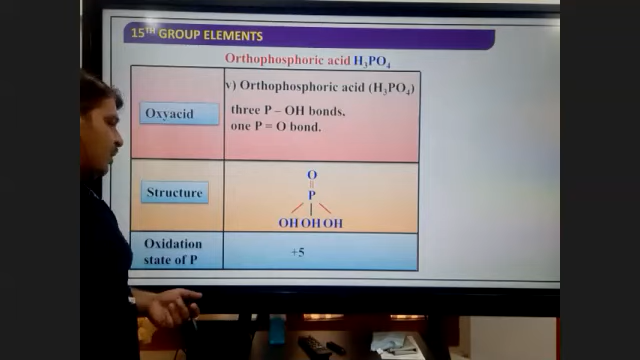 15TH GROUP ELEMENTS
Orthophosphoric acid H₃PO₄
Oxyacid
v) Orthophosphoric acid (H₃PO₄)
three P – OH bonds,
one P = O bond.
Structure
O
P
OH OH OH
Oxidation
state of P
+5